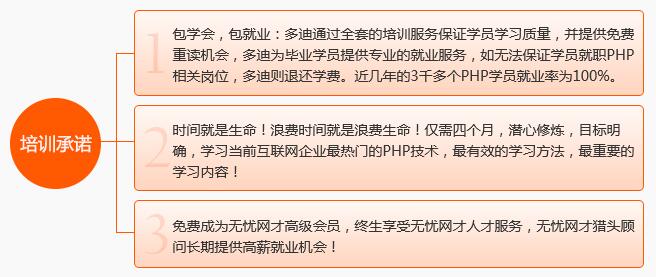 培训承诺
1
包学会，包就业：多迪通过全套的培训服务保证学员学习质量，并提供免费
重读机会，多迪为毕业学员提供专业的就业服务，如无法保证学员就职PHP
相关岗位，多迪则退还学费。近几年的3千多个PHP学员就业率为100%。
2
时间就是生命！浪费时间就是浪费生命！仅需四个月，潜心修炼，目标明
确，学习当前互联网企业最热门的PHP技术，最有效的学习方法，最重要的
学习内容！
3
免费成为无忧网才高级会员，终生享受无忧网才人才服务，无忧网才猎头顾
问长期提供高薪就业机会！